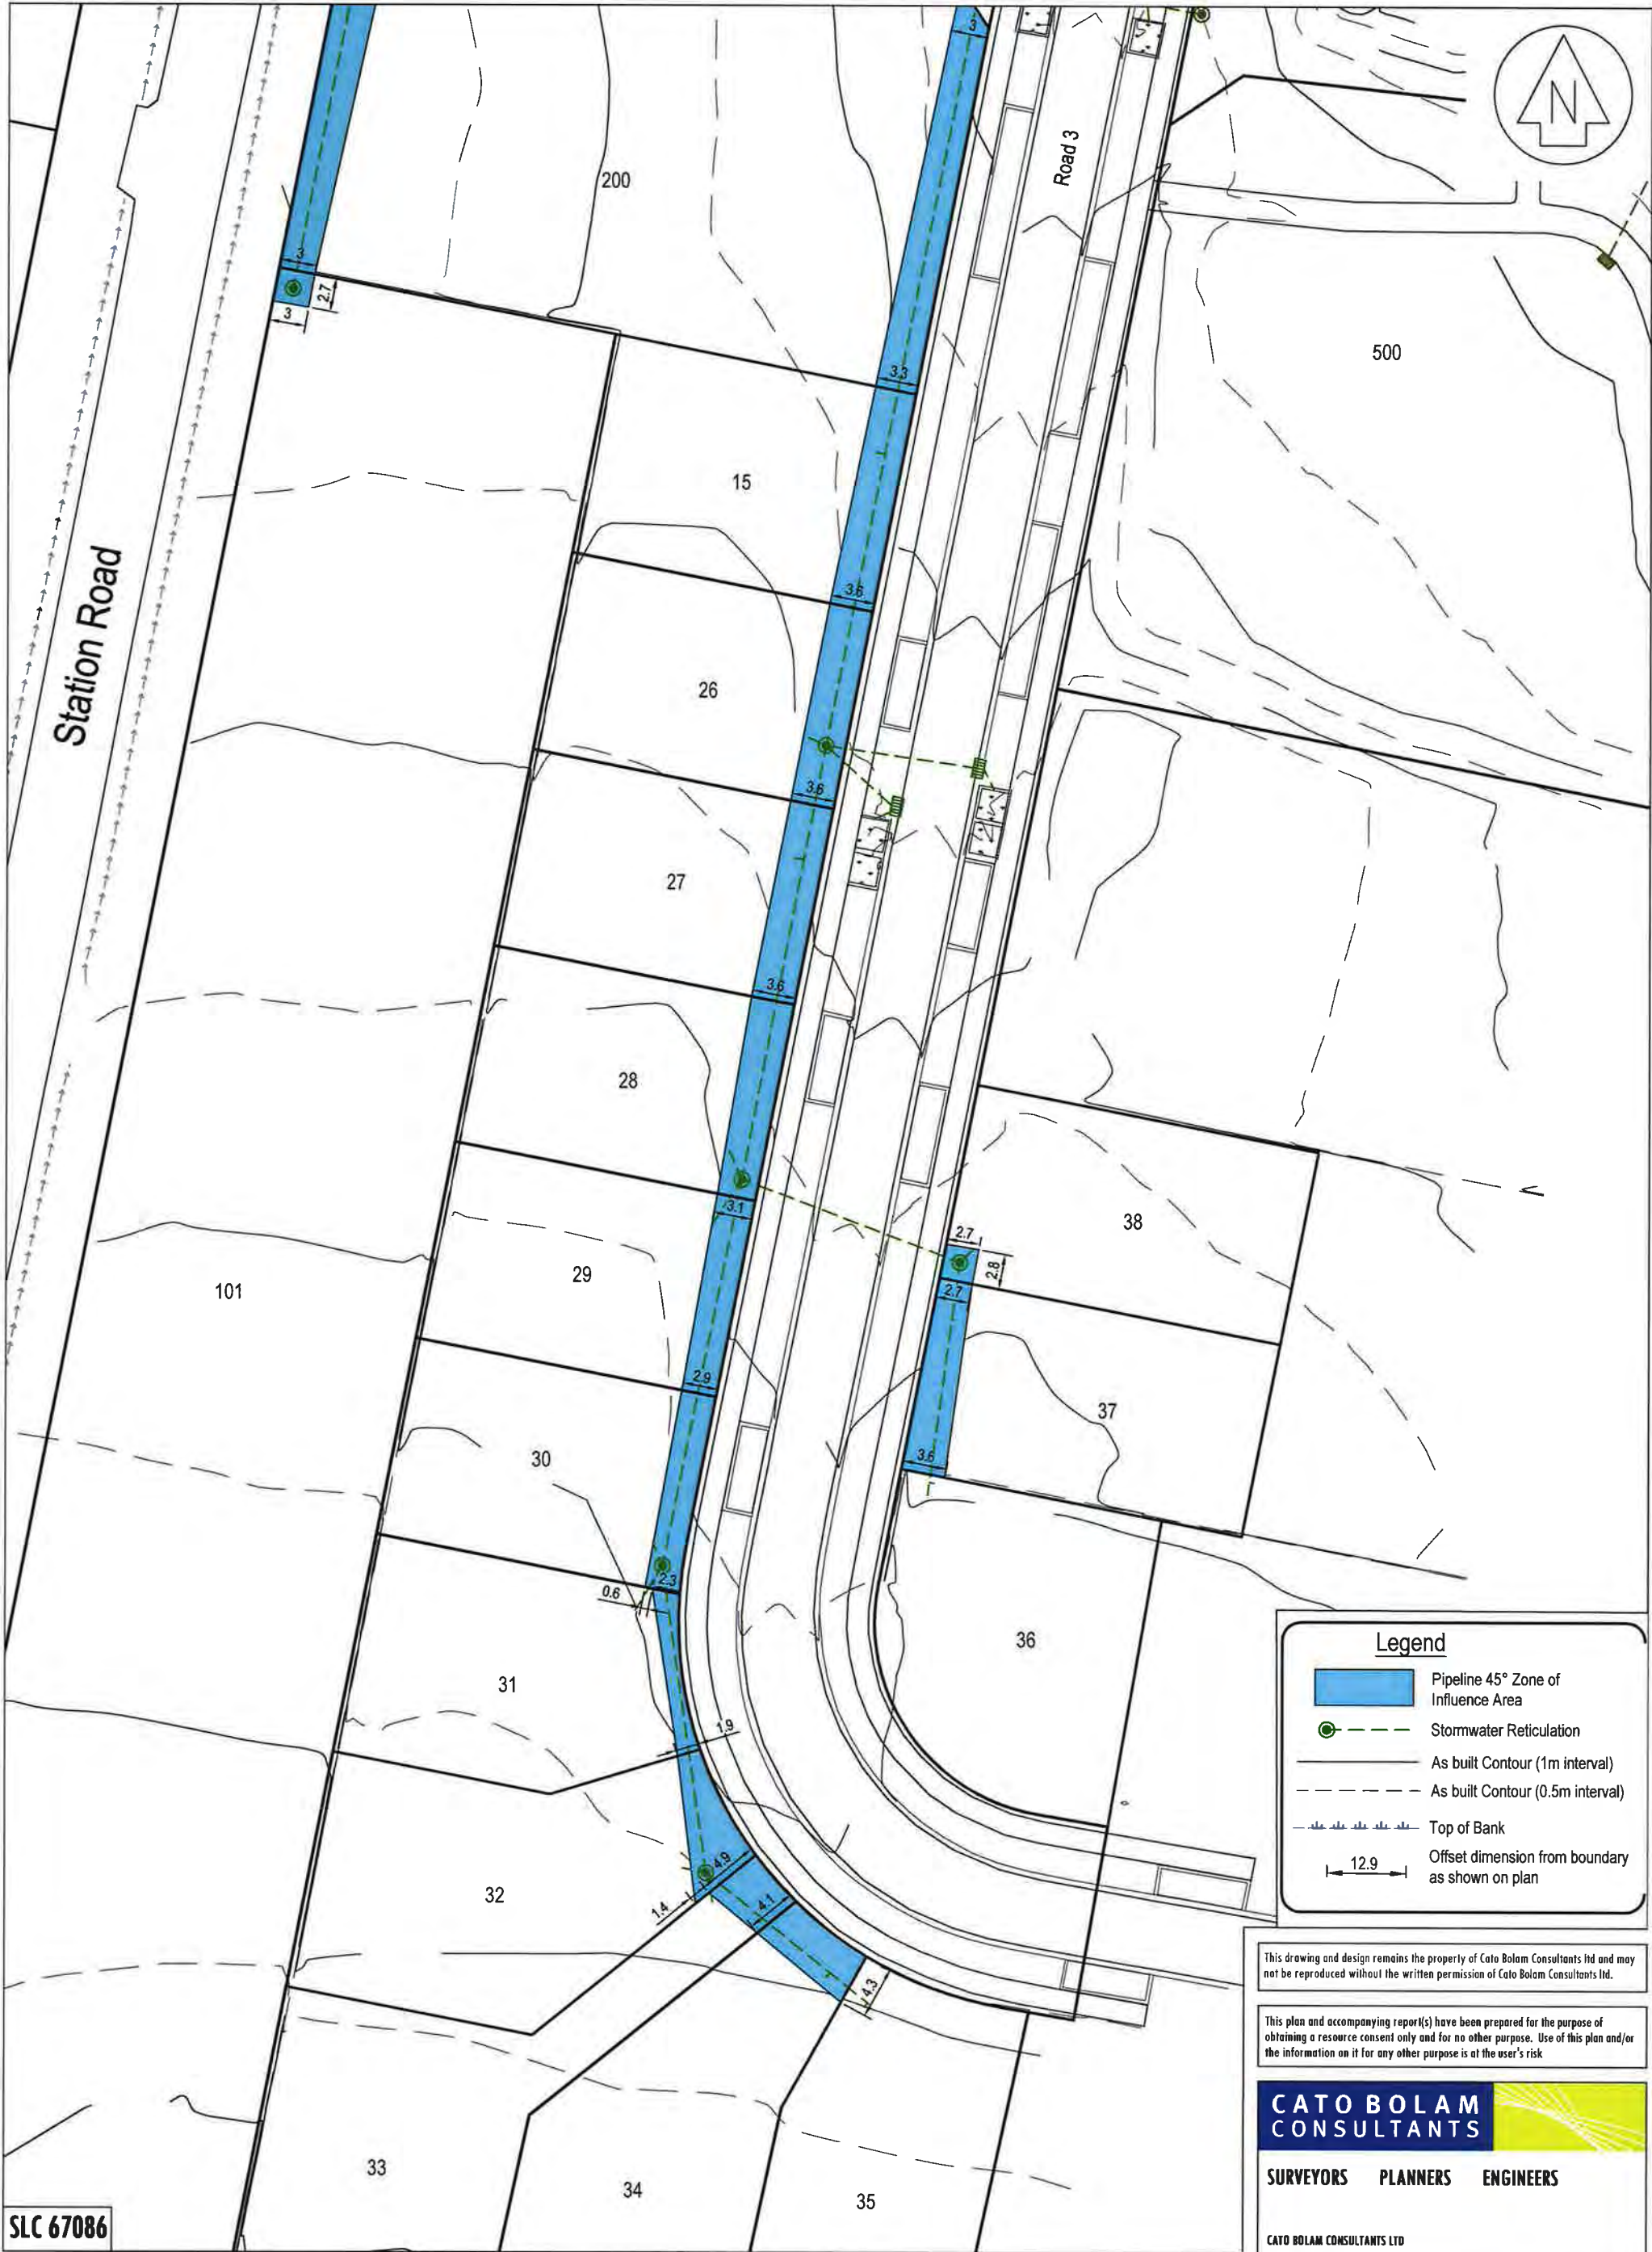 3
N
Road 3
200
3
2.7
3
500
3.3
15
Station Road
3.6
26
3.6
27
3.6
28
3.1
38
2.7
2.8
2.7
101
29
2.9
37
30
3.6
2.3
0.6
36
31
1.9
4.9
32
1.4
4.1
4.3
33
34
35
Legend
Pipeline 45° Zone of
Influence Area
Stormwater Reticulation
As built Contour (1m interval)
As built Contour (0.5m interval)
Top of Bank
12.9
Offset dimension from boundary
as shown on plan
This drawing and design remains the property of Cato Bolam Consultants ltd and may
not be reproduced without the written permission of Cato Bolam Consultants ltd.
This plan and accompanying report(s) have been prepared for the purpose of
obtaining a resource consent only and for no other purpose. Use of this plan and/or
the information on it for any other purpose is at the user's risk
CATO BOLAM
CONSULTANTS
SURVEYORS PLANNERS ENGINEERS
CATO BOLAM CONSULTANTS LTD
SLC 67086